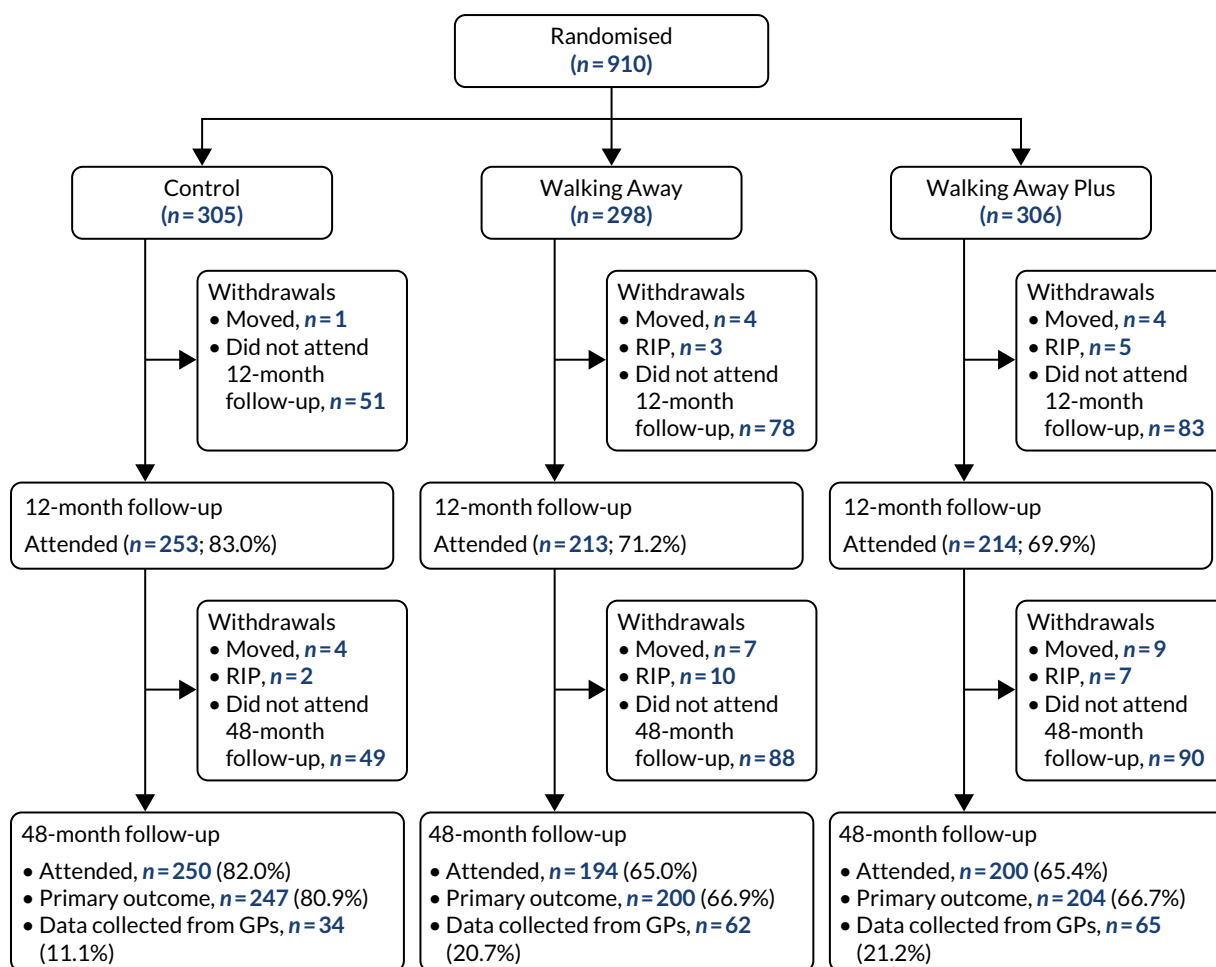 Randomised
(n=910)
Control
(n=305)
Walking Away
(n=298)
Walking Away Plus
(n=306)
Withdrawals
• Moved, n=1
• Did not attend
12-month
follow-up, n=51
Withdrawals
• Moved, n=4
• RIP, n=3
• Did not attend
12-month
follow-up, n=78
Withdrawals
• Moved, n=4
• RIP, n=5
• Did not attend
12-month
follow-up, n=83
12-month follow-up
Attended (n=253; 83.0%)
12-month follow-up
Attended (n=213; 71.2%)
12-month follow-up
Attended (n=214; 69.9%)
Withdrawals
• Moved, n=4
• RIP, n=2
• Did not attend
48-month
follow-up, n=49
Withdrawals
• Moved, n=7
• RIP, n=10
• Did not attend
48-month
follow-up, n=88
Withdrawals
• Moved, n=9
• RIP, n=7
• Did not attend
48-month
follow-up, n=90
48-month follow-up
• Attended, n=250 (82.0%)
• Primary outcome, n=247 (80.9%)
• Data collected from GPs, n=34
(11.1%)
48-month follow-up
• Attended, n=194 (65.0%)
• Primary outcome, n=200 (66.9%)
• Data collected from GPs, n=62
(20.7%)
48-month follow-up
• Attended, n=200 (65.4%)
• Primary outcome, n=204 (66.7%)
• Data collected from GPs, n=65
(21.2%)